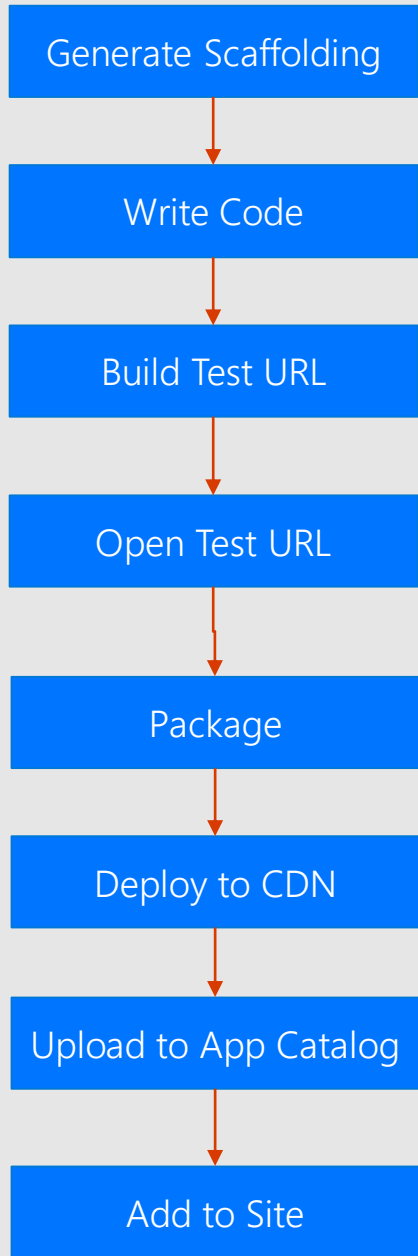 Generate Scaffolding
Write Code
Build Test URL
Open Test URL
Package
Deploy to CDN
Upload to App Catalog
Add to Site